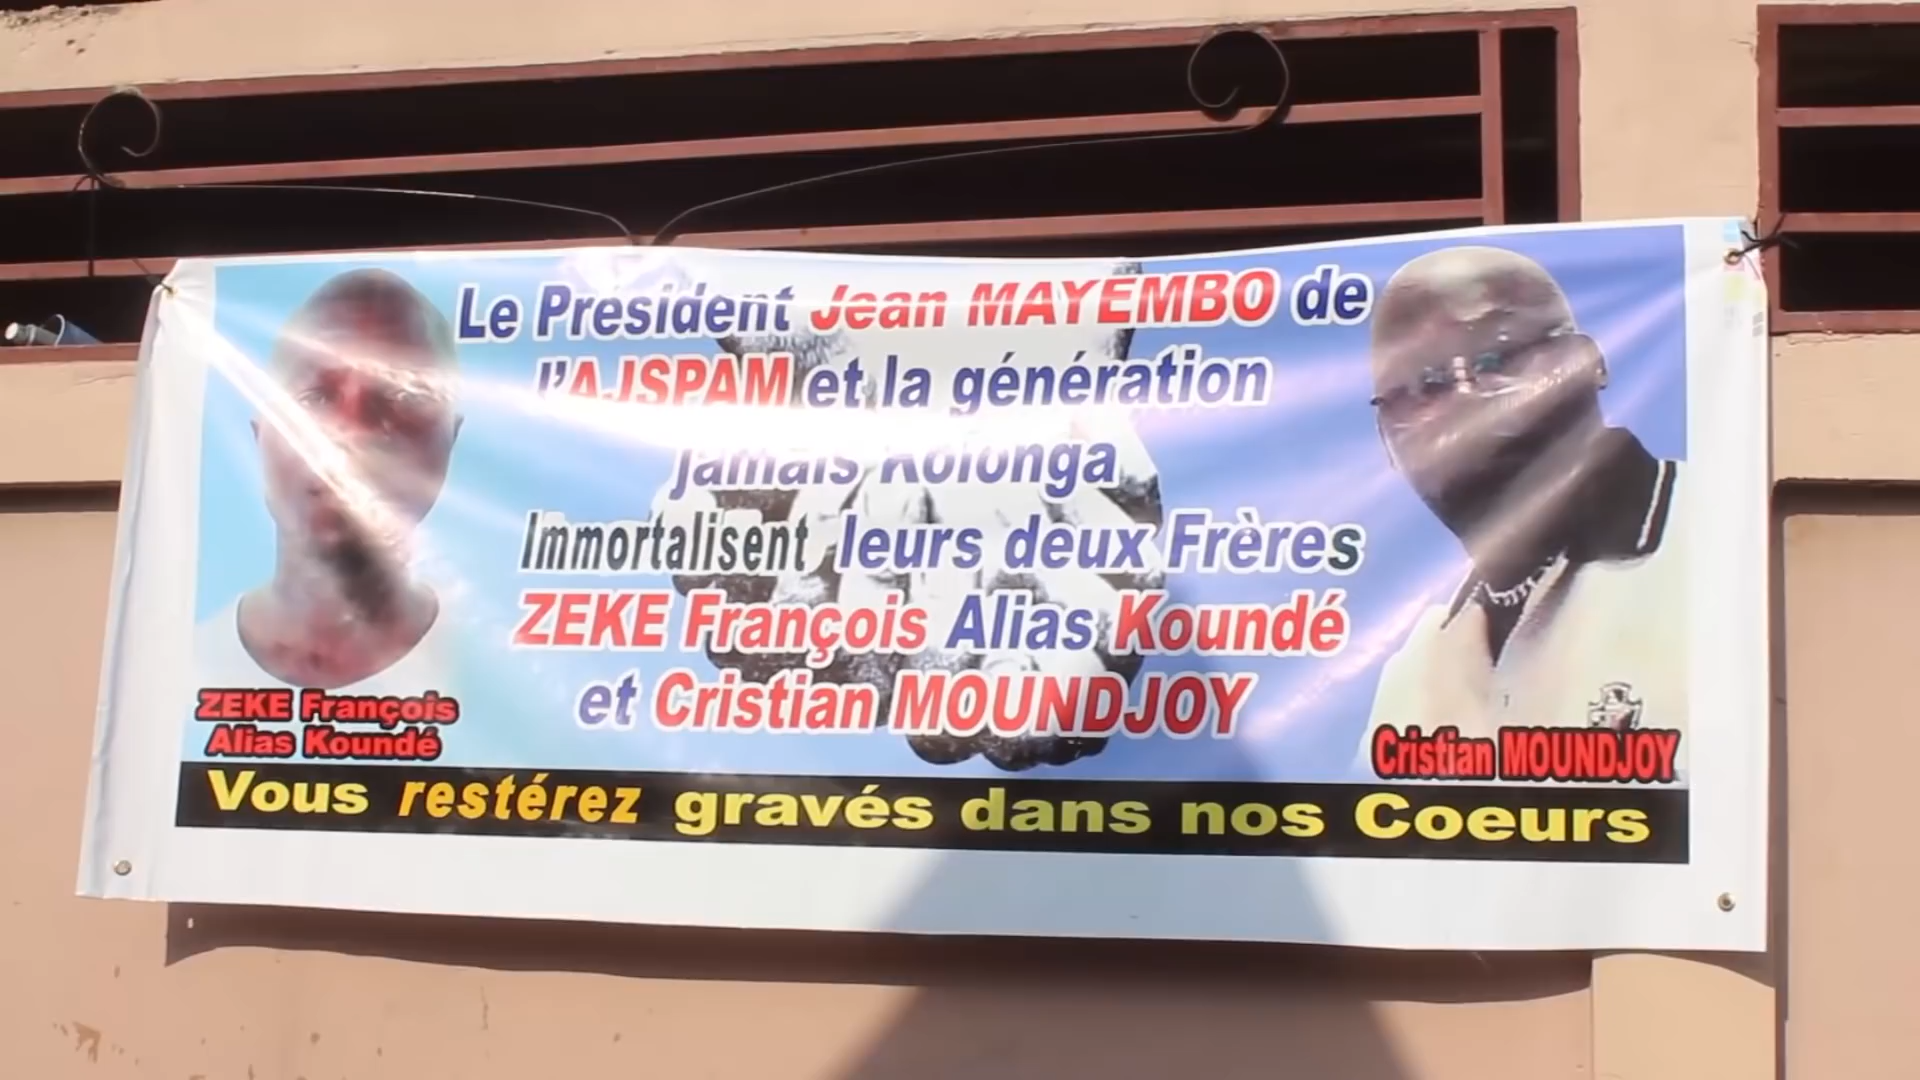 Le Président Jean MAYEMBO de
l'AJSPAM et la génération
jamais Kolonga
Immortalisent leurs deux Frères
ZEKE François Alias Koundé
et Cristian MOUNDJOY
ZEKE François
Alias Koundé
Cristian MOUNDJOY
Vous restérez gravés dans nos Coeurs